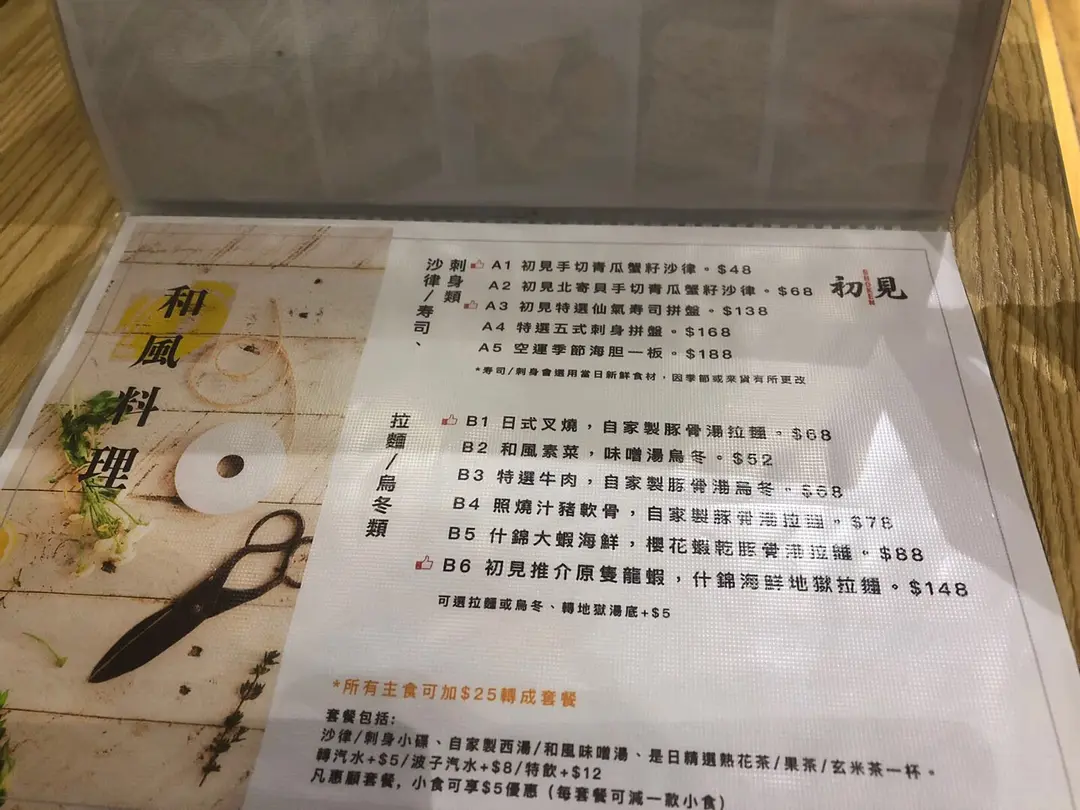 和風料理
初見
沙律/壽司、
刺身類
A1 初見手切青瓜蟹籽沙律。$48
A2 初見北寄貝手切青瓜蟹籽沙律。$68
A3 初見特選仙氣寿司拼盤。$138
A4 特選五式刺身拼盤。$168
A5 空運季節海胆一板。$188
*寿司/刺身會選用當日新鮮食材，因季節或來貨有所更改
拉麵/烏冬類
B1 日式叉燒，自家製豚骨湯拉麵。$68
B2 和風素菜，味噌湯烏冬。$52
B3 特選牛肉，自家製豚骨湯烏冬。$68
B4 照燒汁豬軟骨，自家製豚骨湯拉麵。$78
B5 什錦大蝦海鮮，櫻花蝦乾豚骨湯拉麵。$88
B6 初見推介原隻龍蝦，什錦海鮮地獄拉麵。$148
可選拉麵或烏冬、轉地獄湯底+$5
*所有主食可加$25轉成套餐
套餐包括:
沙律/刺身小碟、自家製西湯/和風味噌湯、是日精選熱花茶/果茶/玄米茶一杯。
轉汽水+$5/波子汽水+$8/特飲+$12
凡惠顧套餐，小食可享$5優惠（每套餐可減一款小食）